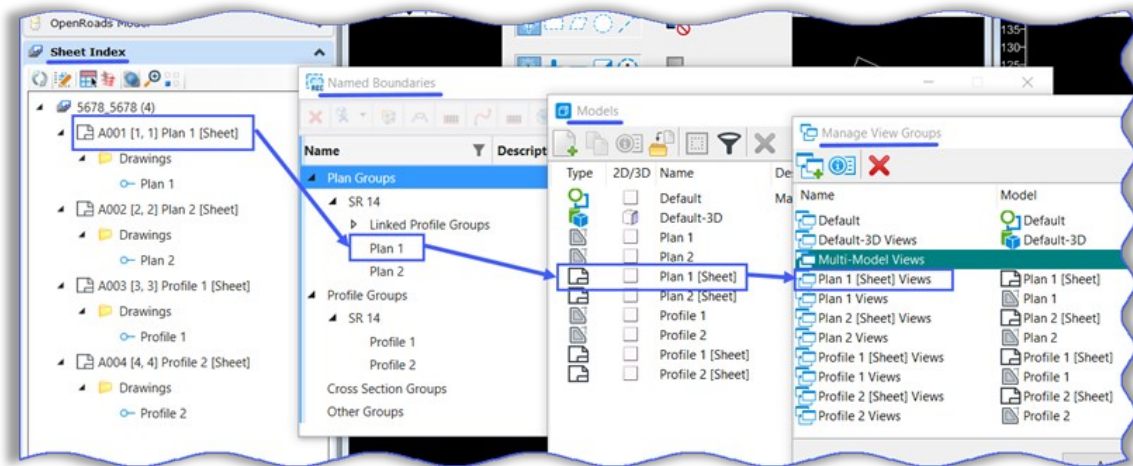 OpenRoads Model
Sheet Index
5678_5678 (4)
A001 [1, 1] Plan 1 [Sheet]
Drawings
Plan 1
A002 [2, 2] Plan 2 [Sheet]
Drawings
Plan 2
A003 [3, 3] Profile 1 [Sheet]
Drawings
Profile 1
A004 [4, 4] Profile 2 [Sheet]
Drawings
Profile 2
Named Boundaries
Name Descript
Plan Groups
SR 14
Linked Profile Groups
Plan 1
Plan 2
Profile Groups
SR 14
Profile 1
Profile 2
Cross Section Groups
Other Groups
Models
Type 2D/3D Name De
Default Ma
Default-3D
Plan 1
Plan 2
Plan 1 [Sheet]
Plan 2 [Sheet]
Profile 1
Profile 2
Profile 1 [Sheet]
Profile 2 [Sheet]
135-
130-
125-
Manage View Groups
Name Model
Default Default
Default-3D Views Default-3D
Multi-Model Views
Plan 1 [Sheet] Views Plan 1 [Sheet]
Plan 1 Views Plan 1
Plan 2 [Sheet] Views Plan 2 [Sheet]
Plan 2 Views Plan 2
Profile 1 [Sheet] Views Profile 1 [Sheet]
Profile 1 Views Profile 1
Profile 2 [Sheet] Views Profile 2 [Sheet]
Profile 2 Views Profile 2